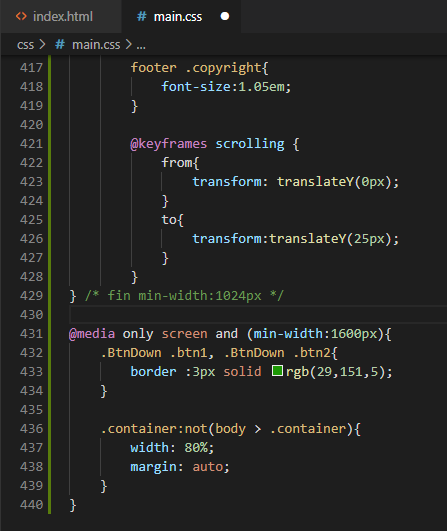 <> index.html
# main.css
css > # main.css > ...
417 footer .copyright{
418 font-size:1.05em;
419 }
420
421 @keyframes scrolling {
422 from{
423 transform: translateY(0px);
424 }
425 to{
426 transform:translateY(25px);
427 }
428 }
429 } /* fin min-width:1024px */
430
431 @media only screen and (min-width:1600px){
432 .BtnDown .btn1, .BtnDown .btn2{
433 border :3px solid rgb(29,151,5);
434 }
435
436 .container:not(body > .container){
437 width: 80%;
438 margin: auto;
439 }
440 }